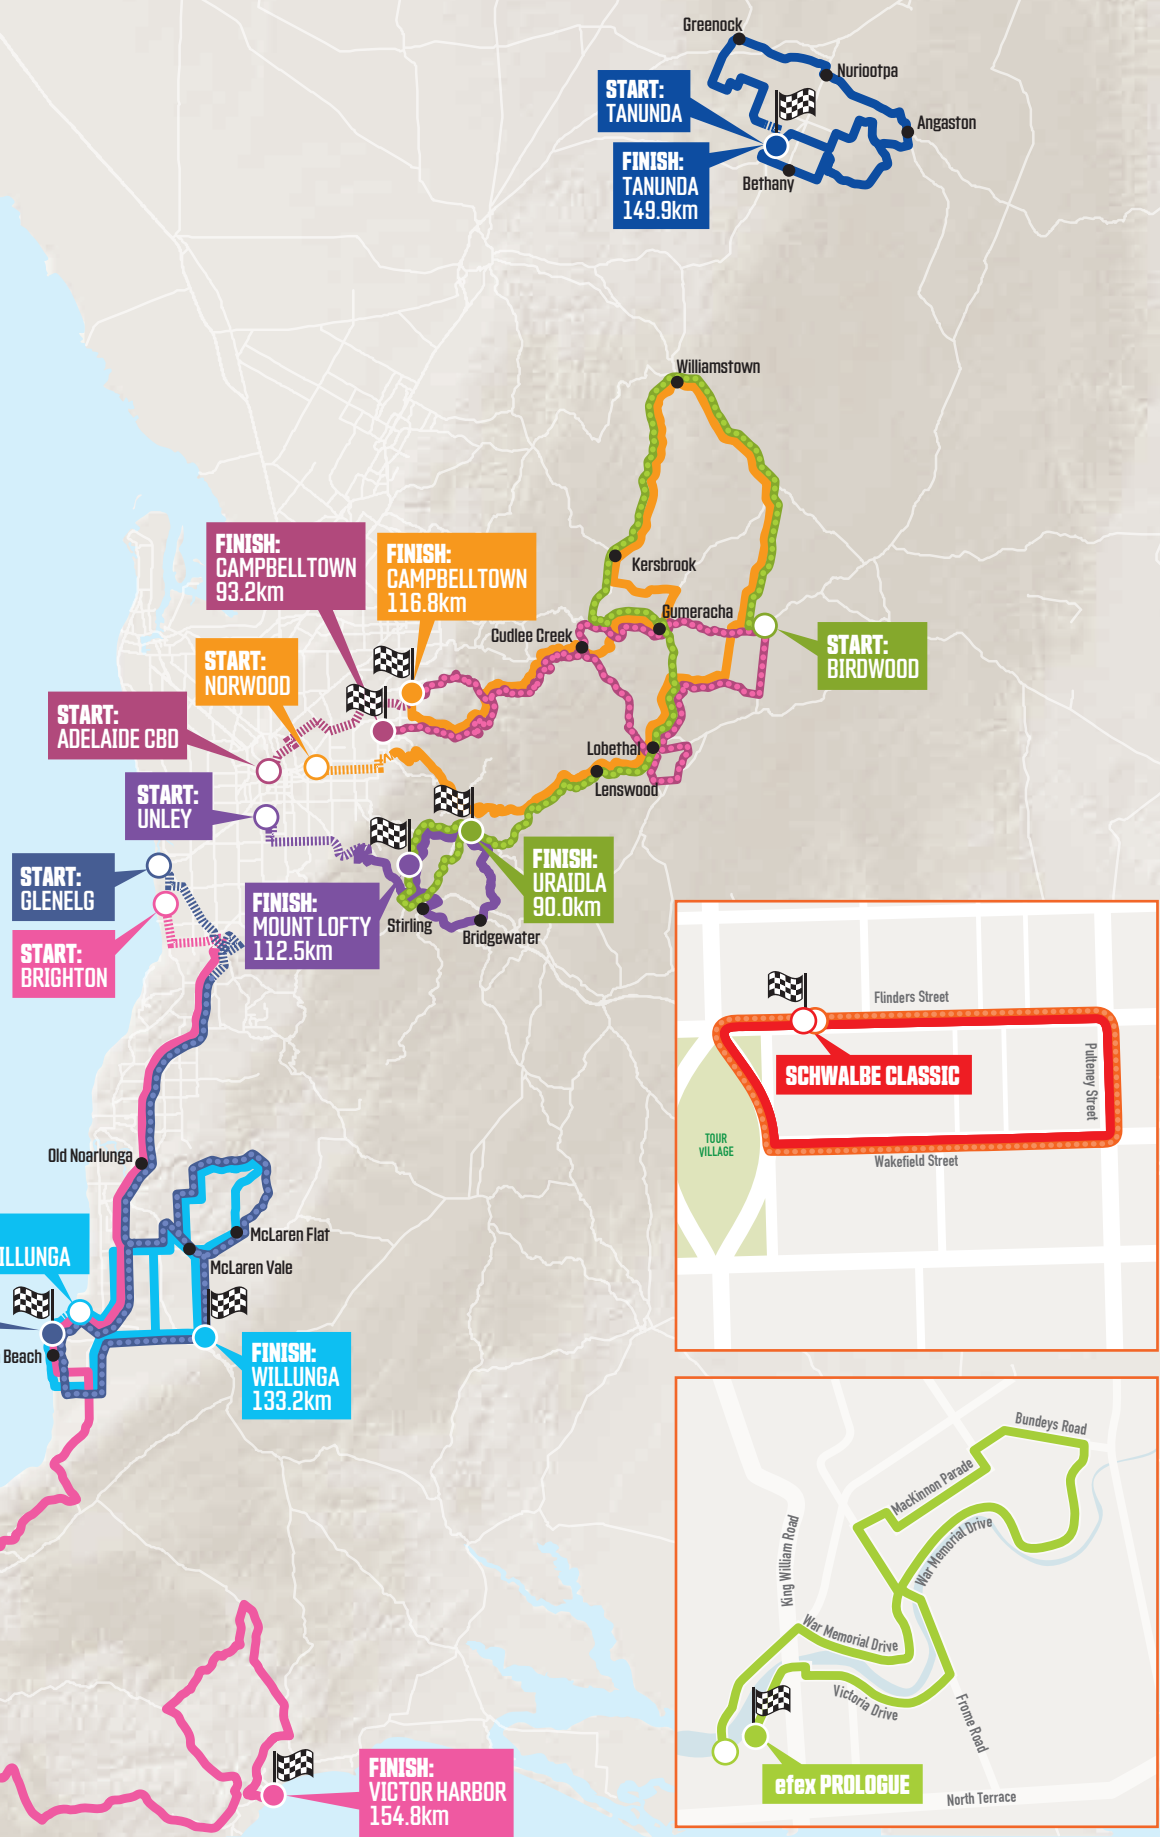 Greenock
Nuriootpa
START:
TANUNDA
Angaston
FINISH:
TANUNDA
149.9km
Bethany
Williamstown
FINISH:
CAMPBELLTOWN
93.2km
FINISH:
CAMPBELLTOWN
116.8km
Kersbrook
Gumeracha
Cudlee Creek
START:
BIRDWOOD
START:
NORWOOD
START:
ADELAIDE CBD
Lobethal
Lenswood
START:
UNLEY
START:
GLENELG
FINISH:
URAIDLA
90.0km
FINISH:
MOUNT LOFTY
112.5km
Stirling
Bridgewater
START:
BRIGHTON
Flinders Street
SCHWALBE CLASSIC
Pulteney Street
TOUR
VILLAGE
Wakefield Street
Old Noarlunga
McLaren Flat
ILLUNGA
McLaren Vale
Beach
FINISH:
WILLUNGA
133.2km
Bundeys Road
MacKinnon Parade
War Memorial Drive
King William Road
War Memorial Drive
Victoria Drive
Frome Road
efex PROLOGUE
North Terrace
FINISH:
VICTOR HARBOR
154.8km